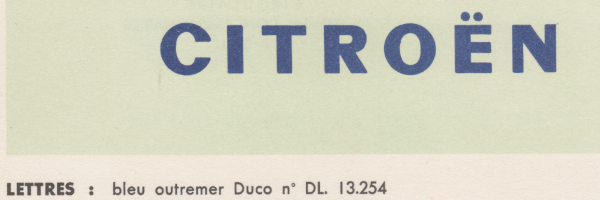 CITROËN
LETTRES : bleu outremer Duco n° DL. 13.254